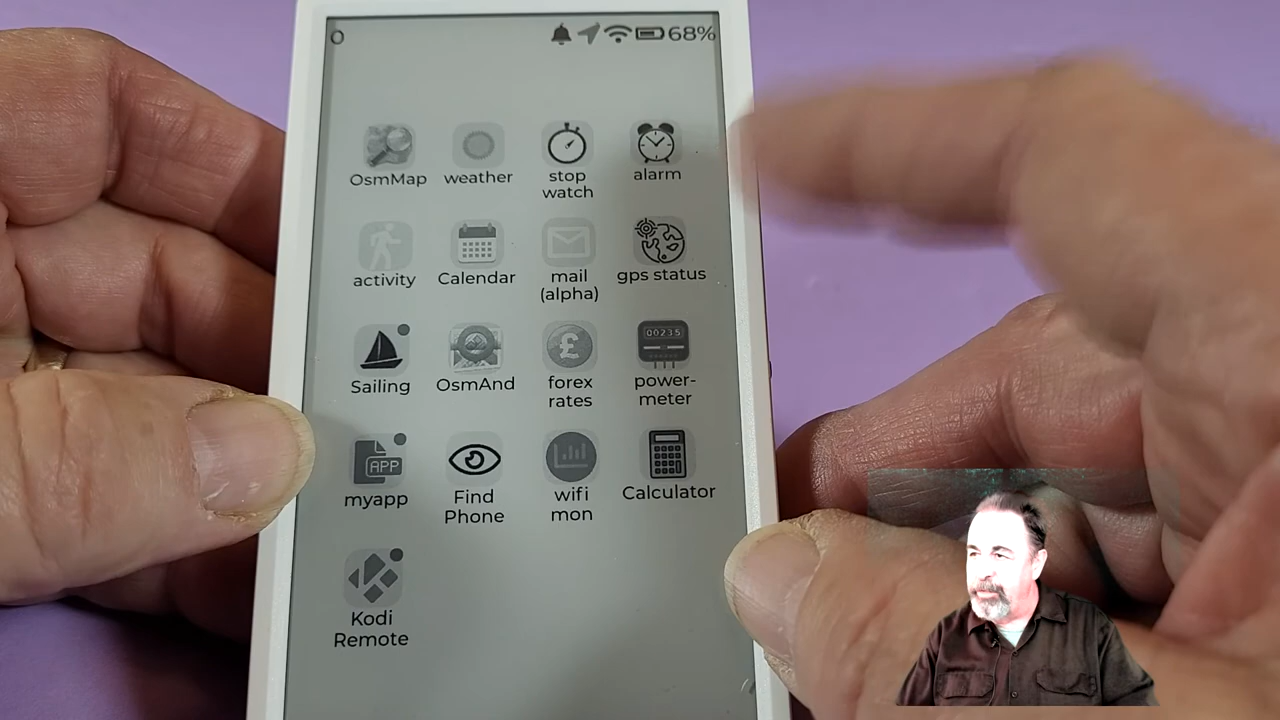 O
68%
OsmMap
weather
stop
watch
alarm
activity
Calendar
mail
(alpha)
gps status
00235
Sailing
OsmAnd
£
forex
rates
power-
meter
APP
myapp
Find
Phone
wifi
mon
Calculator
Kodi
Remote